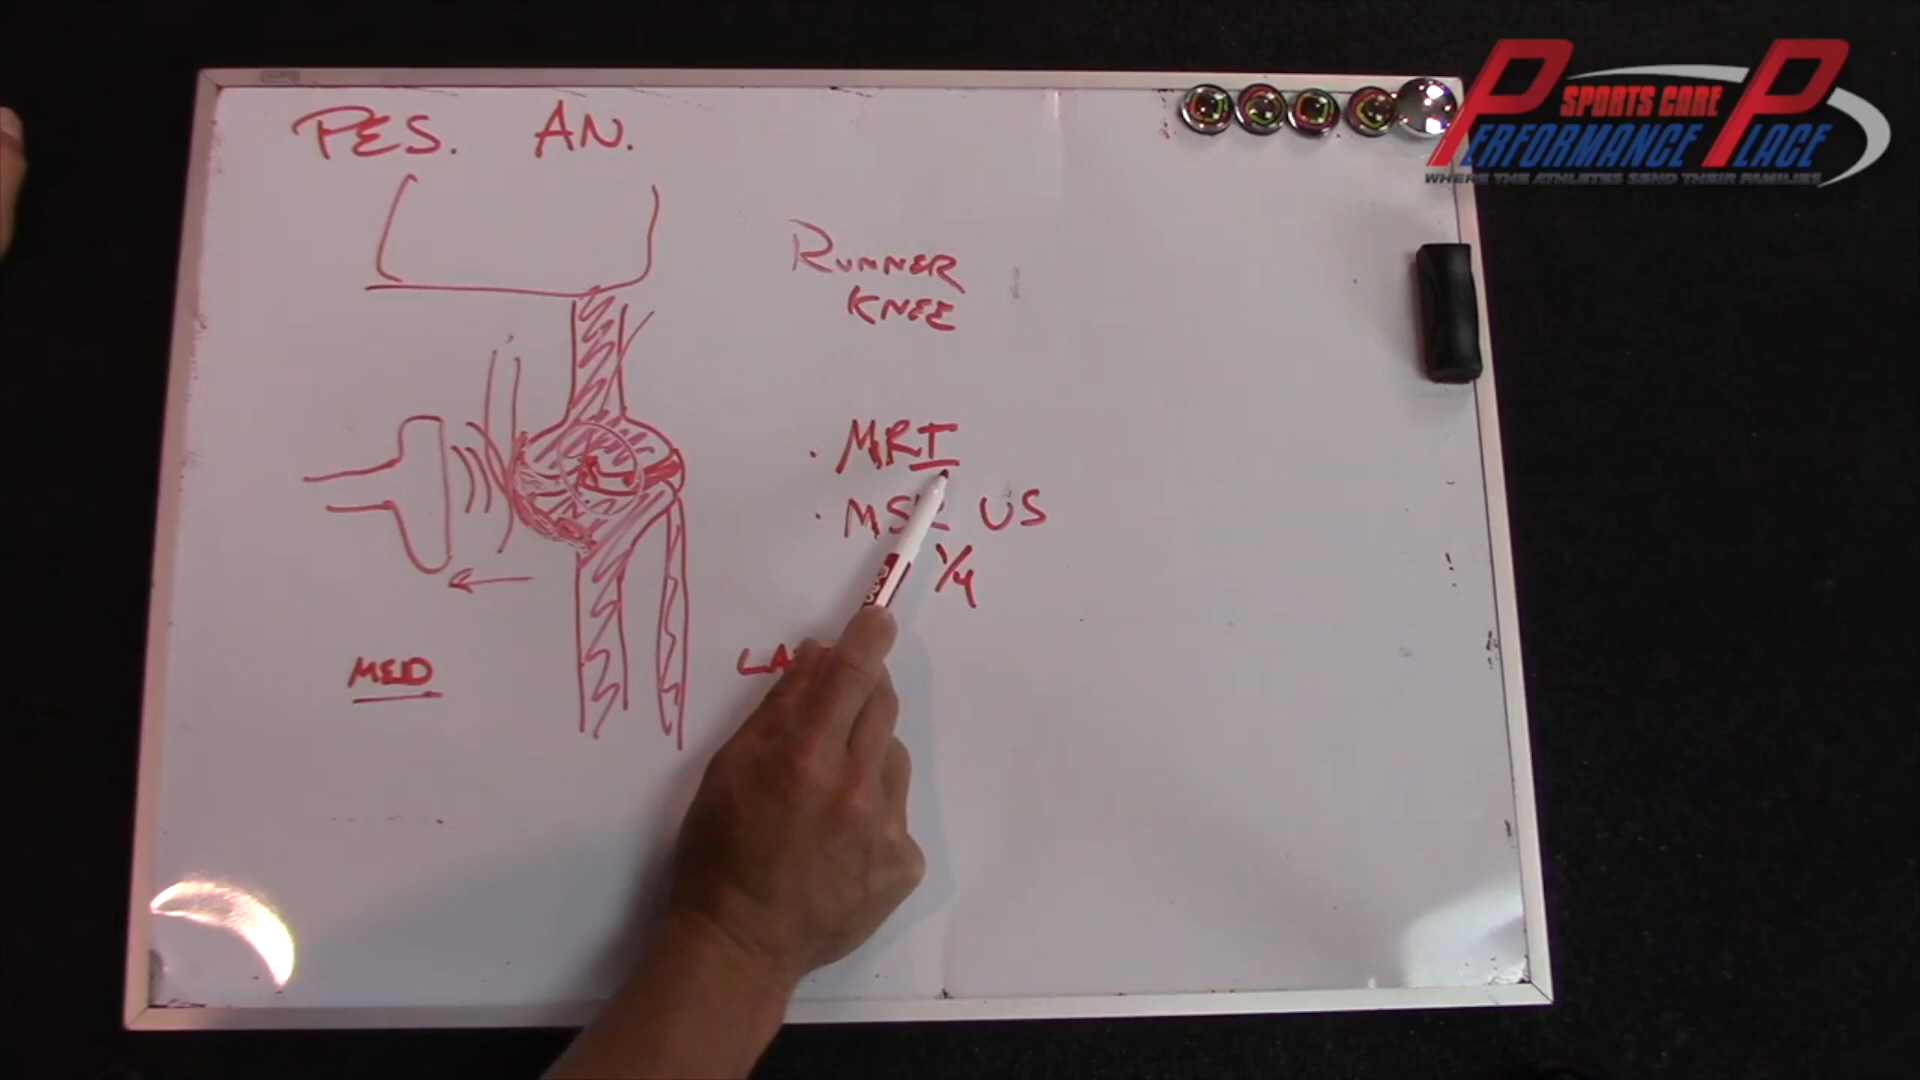 PES. AN.
RUNNER
KNEE
· MRI
· MSK US
1/4
MED
SPORTS CARE
PERFORMANCE PLACE
WHERE THE ATHLETES SEND THEIR FAMILIES